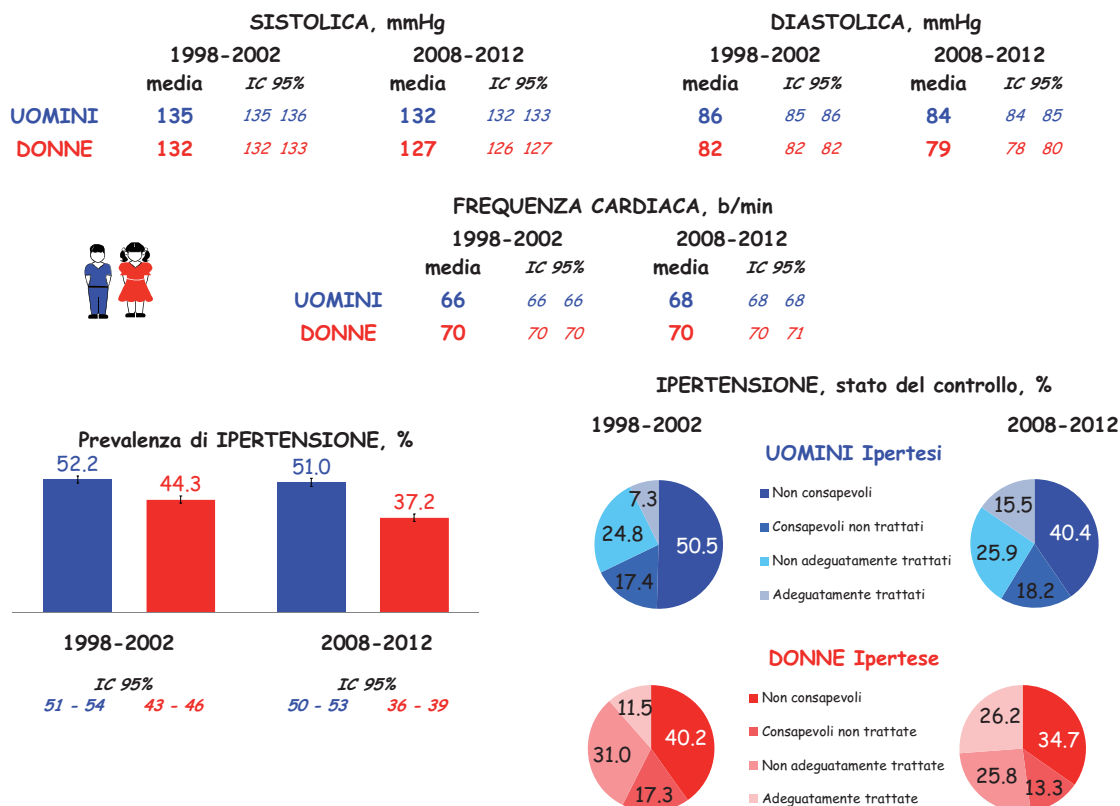 SISTOLICA, mmHg
DIASTOLICA, mmHg
1998-2002 2008-2012 1998-2002 2008-2012
media IC 95% media IC 95% media IC 95% media IC 95%
UOMINI 135 135 136 132 132 133 86 85 86 84 84 85
DONNE 132 132 133 127 126 127 82 82 82 79 78 80
FREQUENZA CARDIACA, b/min
1998-2002 2008-2012
media IC 95% media IC 95%
UOMINI 66 66 66 68 68 68
DONNE 70 70 70 70 70 71
Prevalenza di IPERTENSIONE, %
52.2
44.3
51.0
37.2
1998-2002 2008-2012
IC 95% IC 95%
51 - 54 43 - 46 50 - 53 36 - 39
IPERTENSIONE, stato del controllo, %
1998-2002 2008-2012
UOMINI Ipertesi
7.3
24.8
50.5
17.4
Non consapevoli
Consapevoli non trattati
Non adeguatamente trattati
Adeguatamente trattati
15.5
40.4
25.9
18.2
DONNE Ipertese
11.5
40.2
31.0
17.3
Non consapevoli
Consapevoli non trattate
Non adeguatamente trattate
Adeguatamente trattate
26.2
34.7
25.8
13.3